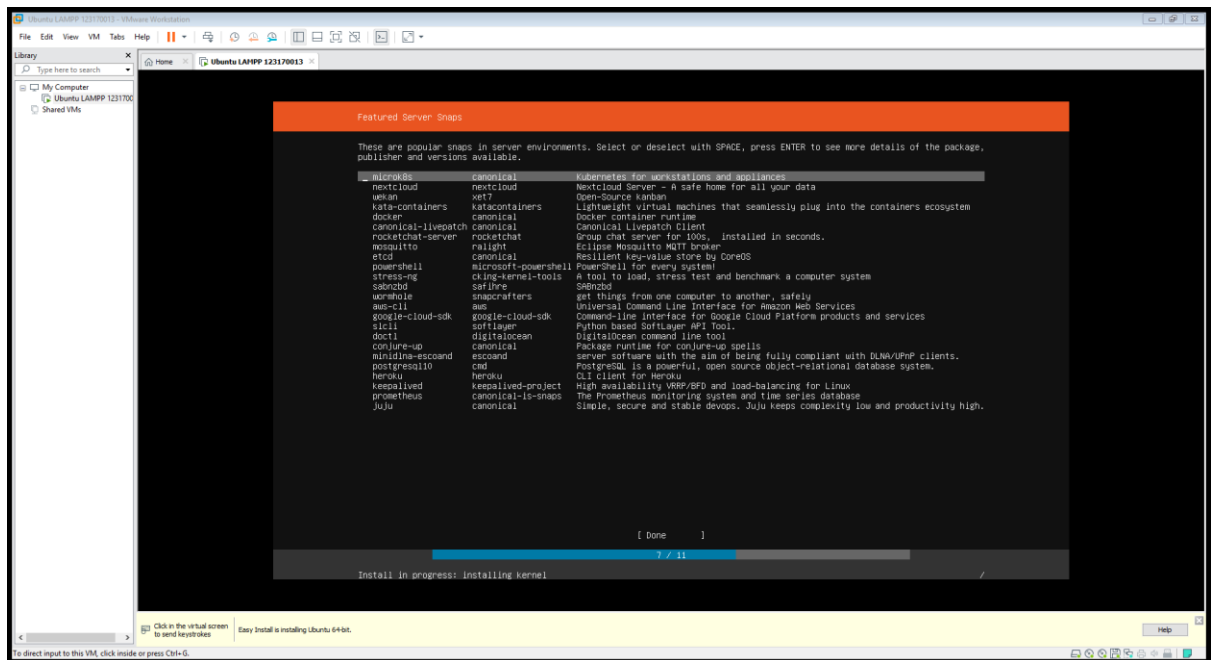 Ubuntu LAMPP 123170013 - VMware Workstation
File Edit View VM Tabs Help
Library
Type here to search
My Computer
Ubuntu LAMPP 1231700
Shared VMs
Home
Ubuntu LAMPP 123170013
Featured Server Snaps
These are popular snaps in server environments. Select or deselect with SPACE, press ENTER to see more details of the package,
publisher and versions available.
microk8s canonical Kubernetes for workstations and appliances
nextcloud nextcloud Nextcloud Server - A safe home for all your data
wekan xet7 Open-Source kanban
kata-containers katacontainers Lightweight virtual machines that seamlessly plug into the containers ecosystem
docker canonical Docker container runtime
canonical-livepatch canonical Canonical Livepatch Client
rocketchat-server rocketchat Group chat server for 100s, installed in seconds.
mosquitto ralight Eclipse Mosquitto MQTT broker
etcd canonical Resilient key-value store by CoreOS
powershell microsoft-powershell PowerShell for every system!
stress-ng cking-kernel-tools A tool to load, stress test and benchmark a computer system
sabnzbd safihre SABnzbd
wormhole snapcrafters get things from one computer to another, safely
aws-cli aws Universal Command Line Interface for Amazon Web Services
google-cloud-sdk google-cloud-sdk Command-line interface for Google Cloud Platform products and services
slcli softlayer Python based SoftLayer API Tool.
doctl digitalocean DigitalOcean command line tool
conjure-up canonical Package runtime for conjure-up spells
minidlna-escoand escoand server software with the aim of being fully compliant with DLNA/UPnP clients.
postgresql10 cmd PostgreSQL is a powerful, open source object-relational database system.
heroku heroku CLI client for Heroku
keepalived keepalived-project High availability VRRP/BFD and load-balancing for Linux
prometheus canonical-is-snaps The Prometheus monitoring system and time series database
juju canonical Simple, secure and stable devops. Juju keeps complexity low and productivity high.
[ Done ]
7 / 11
Install in progress: installing kernel /
Click in the virtual screen
to send keystrokes
Easy Install is installing Ubuntu 64-bit.
Help
To direct input to this VM, click inside or press Ctrl+G.